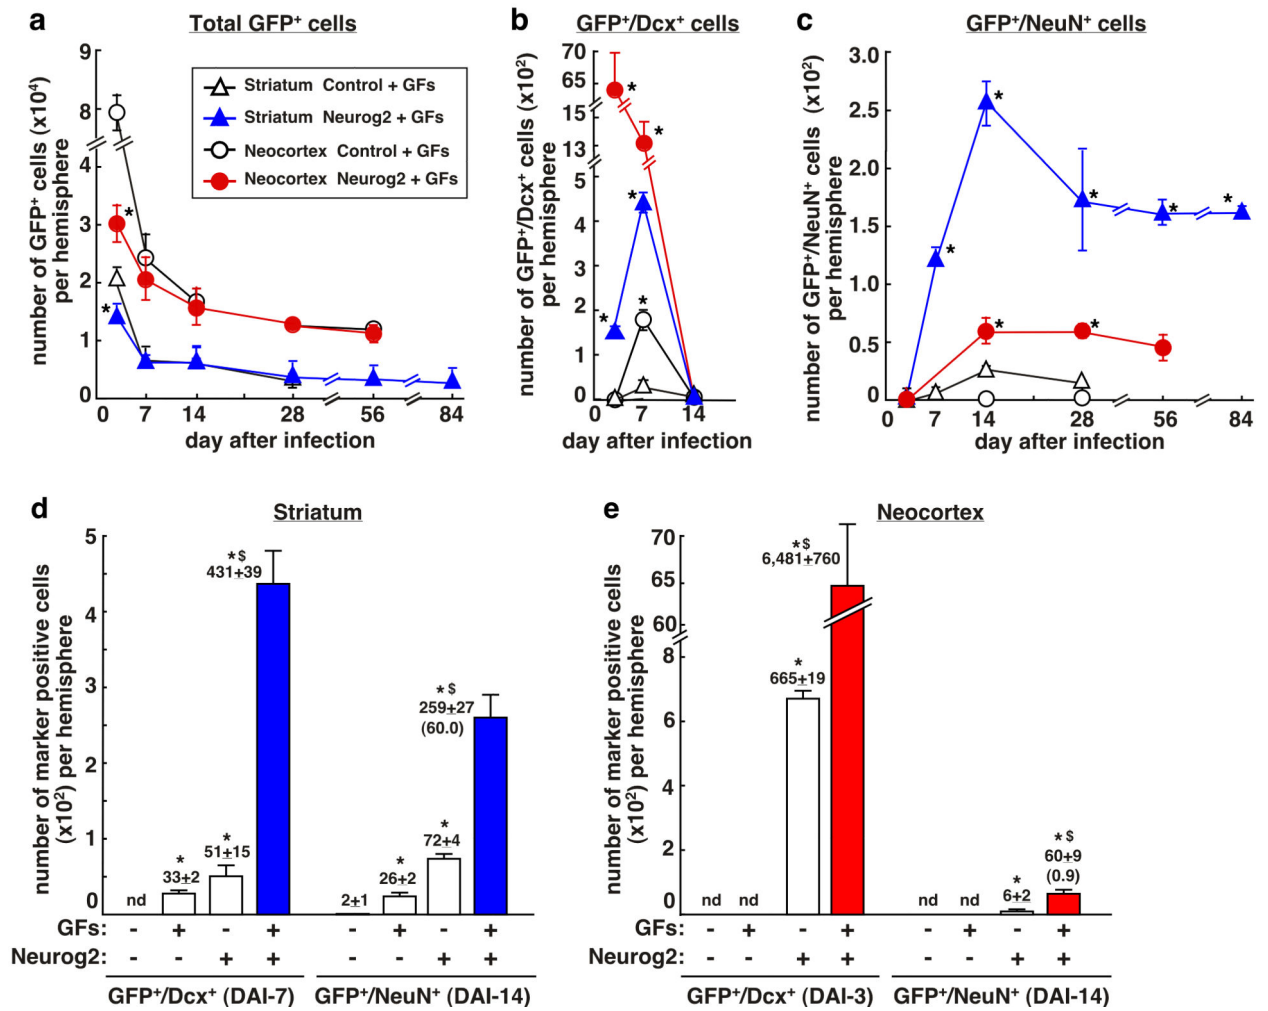 a
Total GFP⁺ cells
number of GFP⁺ cells (x10⁴)
per hemisphere
9
8
4
3
2
1
0
Striatum Control + GFs
Striatum Neurog2 + GFs
Neocortex Control + GFs
Neocortex Neurog2 + GFs
*
*
0 7 14 28 56 84
day after infection
b
GFP⁺/Dcx⁺ cells
number of GFP⁺/Dcx⁺ cells (x10²)
per hemisphere
70
65
15
13
5
4
3
2
1
0
*
*
*
*
*
0 7 14
day after infection
c
GFP⁺/NeuN⁺ cells
number of GFP⁺/NeuN⁺ cells (x10²)
per hemisphere
3.0
2.5
2.0
1.5
1.0
0.5
0
*
*
*
*
*
*
*
0 7 14 28 56 84
day after infection
d
Striatum
number of marker positive cells
(x10²) per hemisphere
5
4
3
2
1
0
nd
*
33±2
*
51±15
*$
431±39
2±1
*
26±2
*
72±4
*$
259±27
(60.0)
GFs: - + - + - + - +
Neurog2: - - + + - - + +
GFP⁺/Dcx⁺ (DAI-7) GFP⁺/NeuN⁺ (DAI-14)
e
Neocortex
number of marker positive cells
(x10²) per hemisphere
70
65
60
8
6
4
2
0
nd nd
*
665±19
*$
6,481±760
nd nd
*
6±2
*$
60±9
(0.9)
GFs: - + - + - + - +
Neurog2: - - + + - - + +
GFP⁺/Dcx⁺ (DAI-3) GFP⁺/NeuN⁺ (DAI-14)